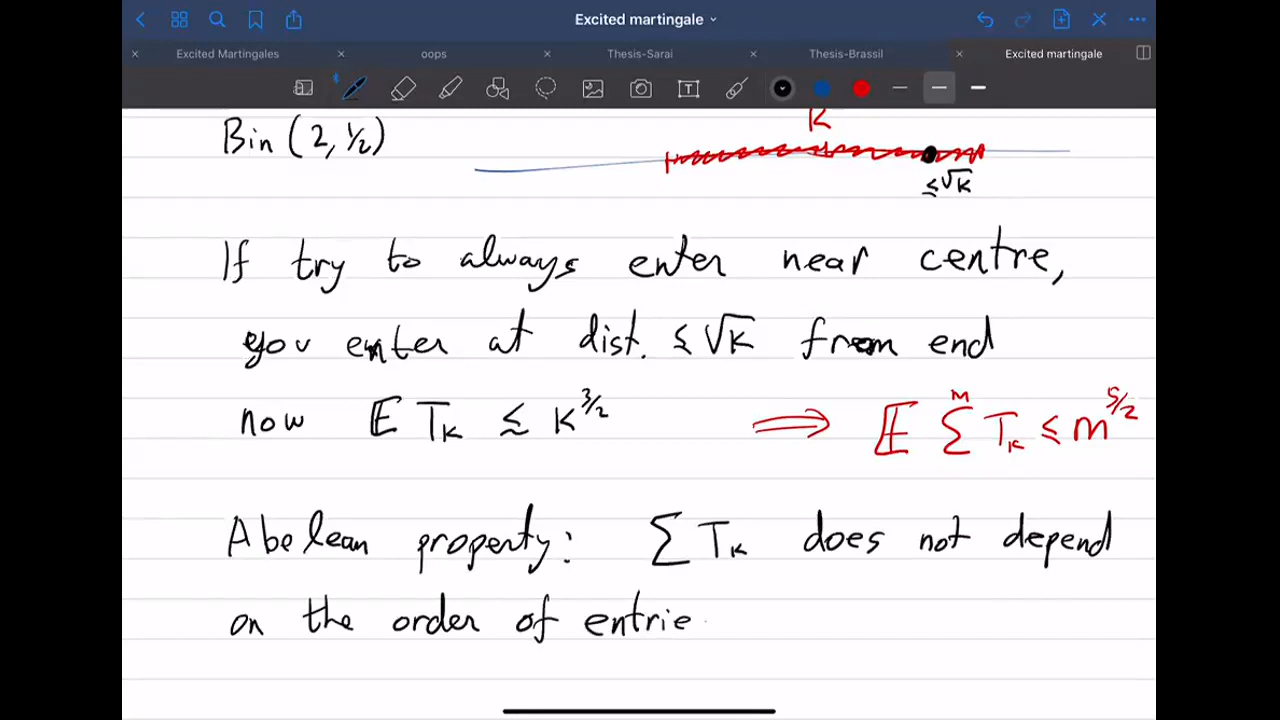 Excited martingale
Excited Martingales
oops
Thesis-Sarai
Thesis-Brassil
Excited martingale
Bin (2, 1/2)
K
≤√K
If try to always enter near centre,
you enter at dist. ≲ √K from end
now 𝔼 T_K ≲ K^{3/2} ⟹ 𝔼 ∑^m T_K ≤ m^{5/2}
Abelean property: ∑ T_K does not depend
on the order of entrie